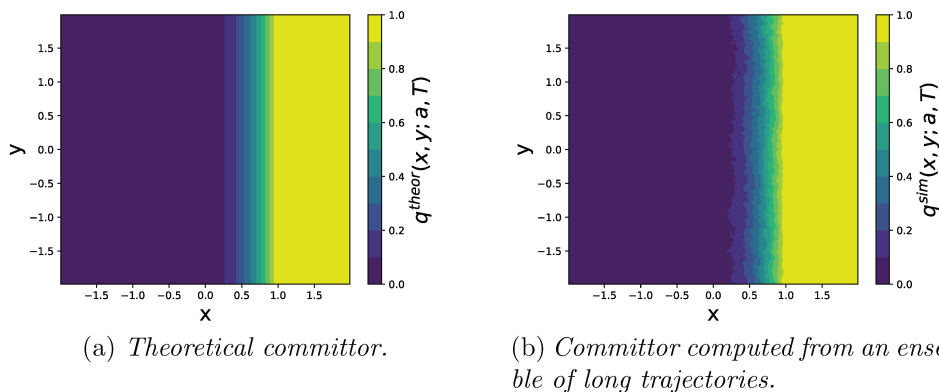 1.5
1.0
0.5
0.0
−0.5
−1.0
−1.5
y
−1.5 −1.0 −0.5 0.0 0.5 1.0 1.5
x
1.0
0.8
0.6
0.4
0.2
0.0
q^{theor}(x, y; a, T)
(a) Theoretical committor.
1.5
1.0
0.5
0.0
−0.5
−1.0
−1.5
y
−1.5 −1.0 −0.5 0.0 0.5 1.0 1.5
x
1.0
0.8
0.6
0.4
0.2
0.0
q^{sim}(x, y; a, T)
(b) Committor computed from an ense
ble of long trajectories.